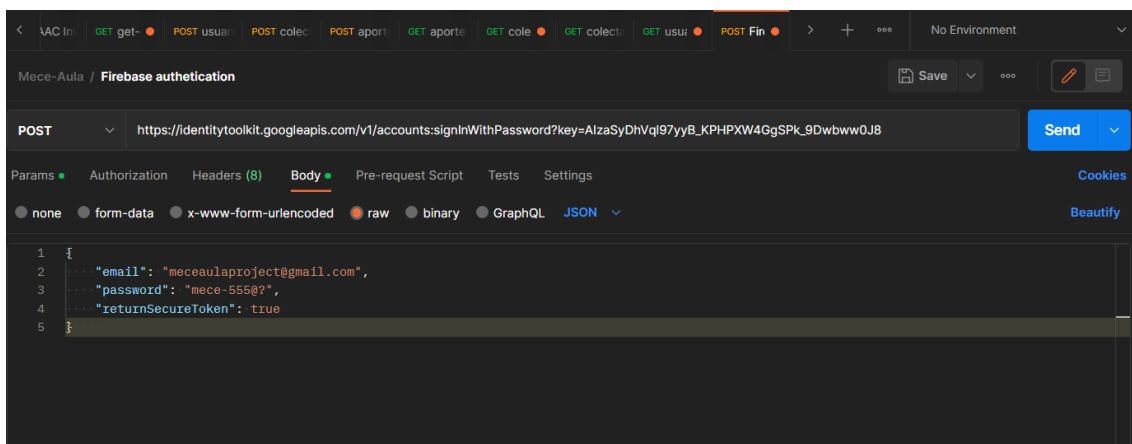 AAC Inv GET get- POST usuar POST colect POST aporte GET aporte GET cole GET colecta GET usua POST Fire No Environment
Mece-Aula / Firebase authetication Save
POST https://identitytoolkit.googleapis.com/v1/accounts:signInWithPassword?key=AIzaSyDhVql97yyB_KPHPXW4GgSPk_9Dwbww0J8 Send
Params Authorization Headers (8) Body Pre-request Script Tests Settings Cookies
none form-data x-www-form-urlencoded raw binary GraphQL JSON Beautify
1 {
2 "email": "meceaulaproject@gmail.com",
3 "password": "mece-555@?",
4 "returnSecureToken": true
5 }